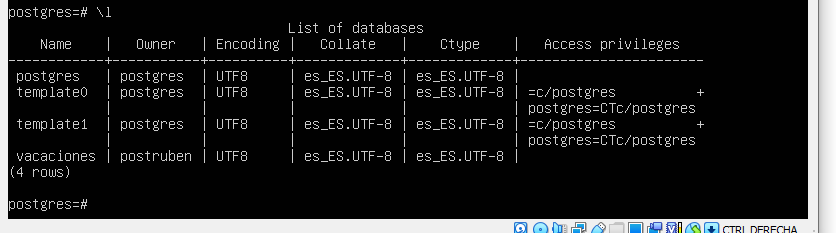 postgres=# \l
                                  List of databases
    Name    |   Owner   | Encoding |   Collate   |    Ctype    |   Access privileges
------------+-----------+----------+-------------+-------------+-----------------------
 postgres   | postgres  | UTF8     | es_ES.UTF-8 | es_ES.UTF-8 |
 template0  | postgres  | UTF8     | es_ES.UTF-8 | es_ES.UTF-8 | =c/postgres          +
            |           |          |             |             | postgres=CTc/postgres
 template1  | postgres  | UTF8     | es_ES.UTF-8 | es_ES.UTF-8 | =c/postgres          +
            |           |          |             |             | postgres=CTc/postgres
 vacaciones | postruben | UTF8     | es_ES.UTF-8 | es_ES.UTF-8 |
(4 rows)
postgres=#
CTRL DERECHA